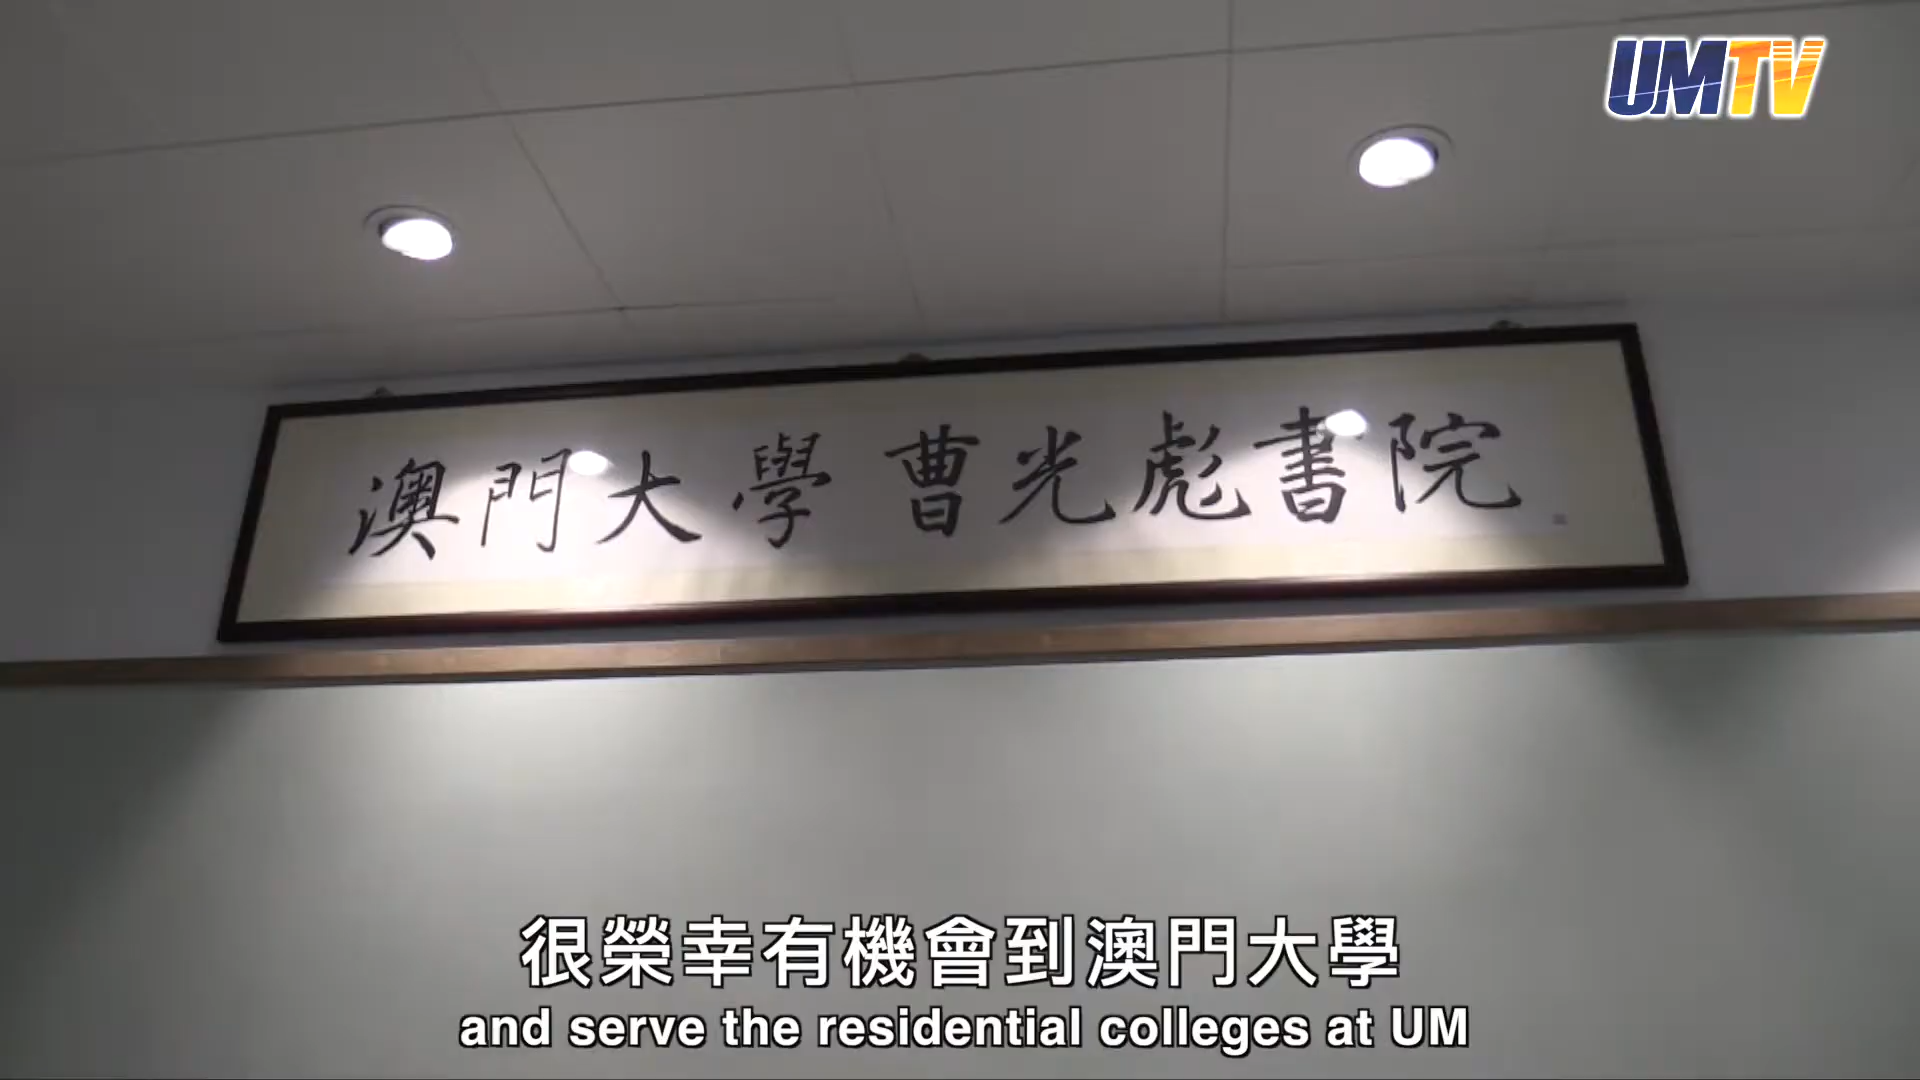 UMTV
澳門大學 曹光彪書院
很榮幸有機會到澳門大學
and serve the residential colleges at UM